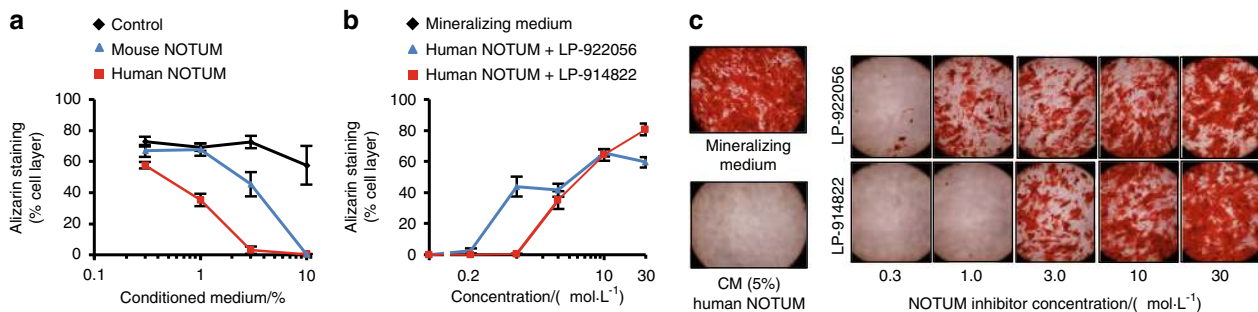 a
Control
Mouse NOTUM
Human NOTUM
Alizarin staining
(% cell layer)
100
80
60
40
20
0
0.1
1
10
Conditioned medium/%
b
Mineralizing medium
Human NOTUM + LP-922056
Human NOTUM + LP-914822
Alizarin staining
(% cell layer)
100
80
60
40
20
0
0.2
10
30
Concentration/( mol·L⁻¹)
c
Mineralizing
medium
CM (5%)
human NOTUM
LP-922056
LP-914822
0.3
1.0
3.0
10
30
NOTUM inhibitor concentration/( mol·L⁻¹)